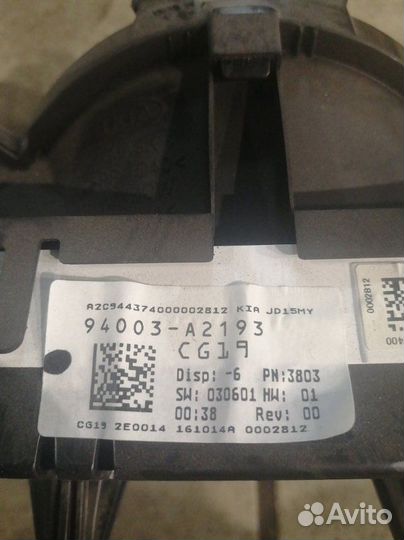 A2C944374000002812 KIA JD15MY
94003-A2193
CG19
Disp: -6 PN:3803
SW: 030601 HW: 01
00:38 Rev: 00
CG19 2E0014 161014A 0002812
0002812
400
Avito